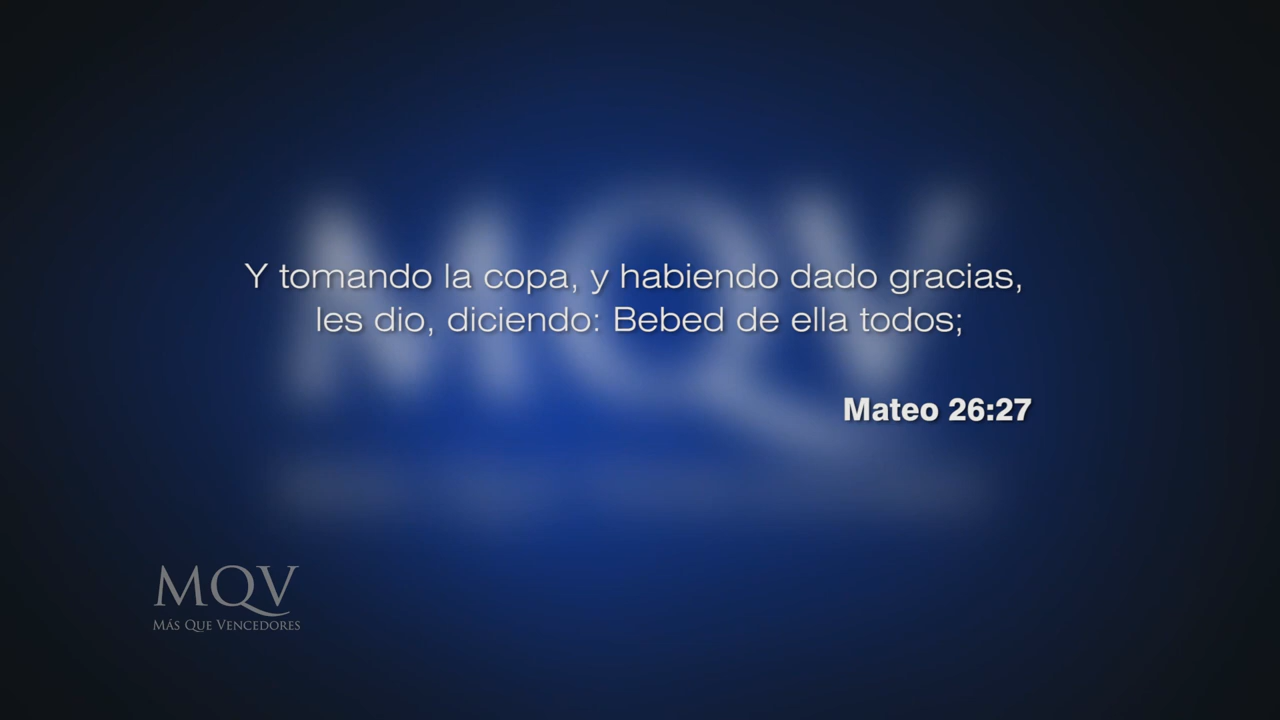 Y tomando la copa, y habiendo dado gracias,
les dio, diciendo: Bebed de ella todos;
Mateo 26:27
MQV
MQV
MÁS QUE VENCEDORES